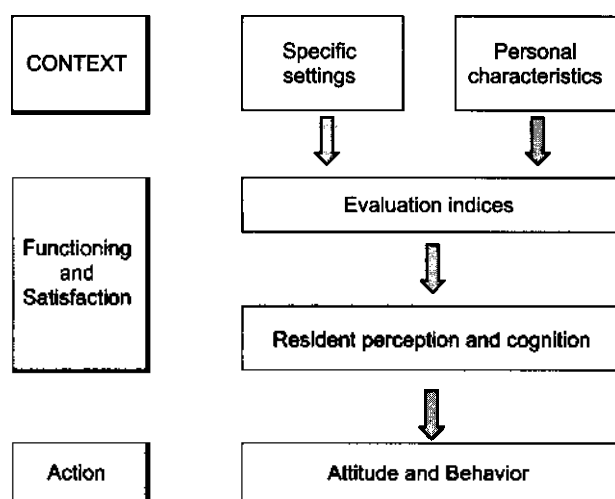 CONTEXT
Specific
settings
Personal
characteristics
Evaluation indices
Functioning
and
Satisfaction
Resident perception and cognition
Action
Attitude and Behavior